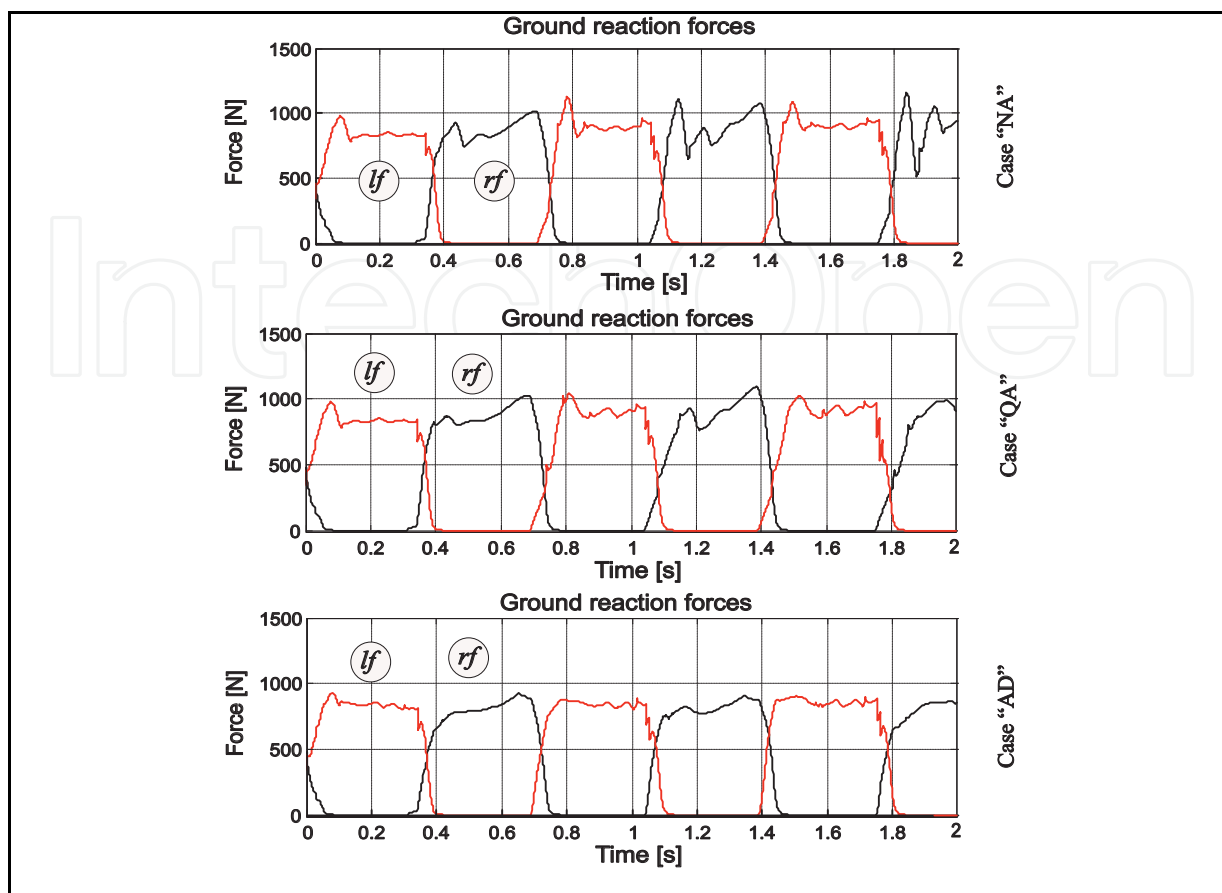 Ground reaction forces
1500
1000
500
0
Force [N]
lf
rf
0 0.2 0.4 0.6 0.8 1 1.2 1.4 1.6 1.8 2
Time [s]
Case “NA”
IntechOpen
Ground reaction forces
1500
1000
500
0
Force [N]
lf
rf
0 0.2 0.4 0.6 0.8 1 1.2 1.4 1.6 1.8 2
Time [s]
Case “QA”
Ground reaction forces
1500
1000
500
0
Force [N]
lf
rf
0 0.2 0.4 0.6 0.8 1 1.2 1.4 1.6 1.8 2
Time [s]
Case “AD”